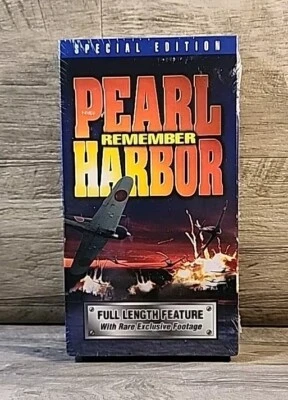 SPECIAL EDITION
PEARL
REMEMBER
HARBOR
FULL LENGTH FEATURE
With Rare Exclusive Footage